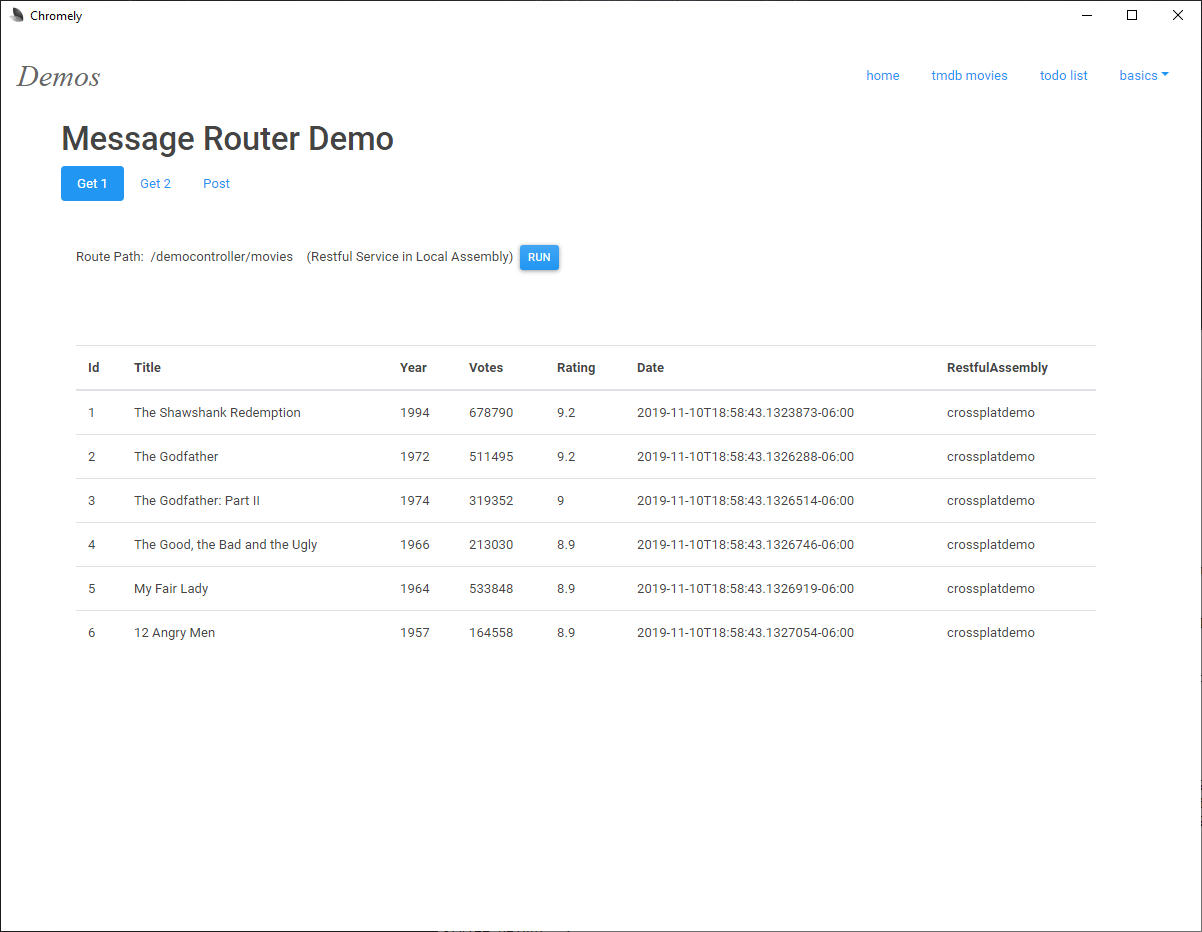 Chromely
Demos home tmdb movies todo list basics
Message Router Demo
Get 1 Get 2 Post
Route Path: /democontroller/movies (Restful Service in Local Assembly) RUN
Id Title Year Votes Rating Date RestfulAssembly
1 The Shawshank Redemption 1994 678790 9.2 2019-11-10T18:58:43.1323873-06:00 crossplatdemo
2 The Godfather 1972 511495 9.2 2019-11-10T18:58:43.1326288-06:00 crossplatdemo
3 The Godfather: Part II 1974 319352 9 2019-11-10T18:58:43.1326514-06:00 crossplatdemo
4 The Good, the Bad and the Ugly 1966 213030 8.9 2019-11-10T18:58:43.1326746-06:00 crossplatdemo
5 My Fair Lady 1964 533848 8.9 2019-11-10T18:58:43.1326919-06:00 crossplatdemo
6 12 Angry Men 1957 164558 8.9 2019-11-10T18:58:43.1327054-06:00 crossplatdemo